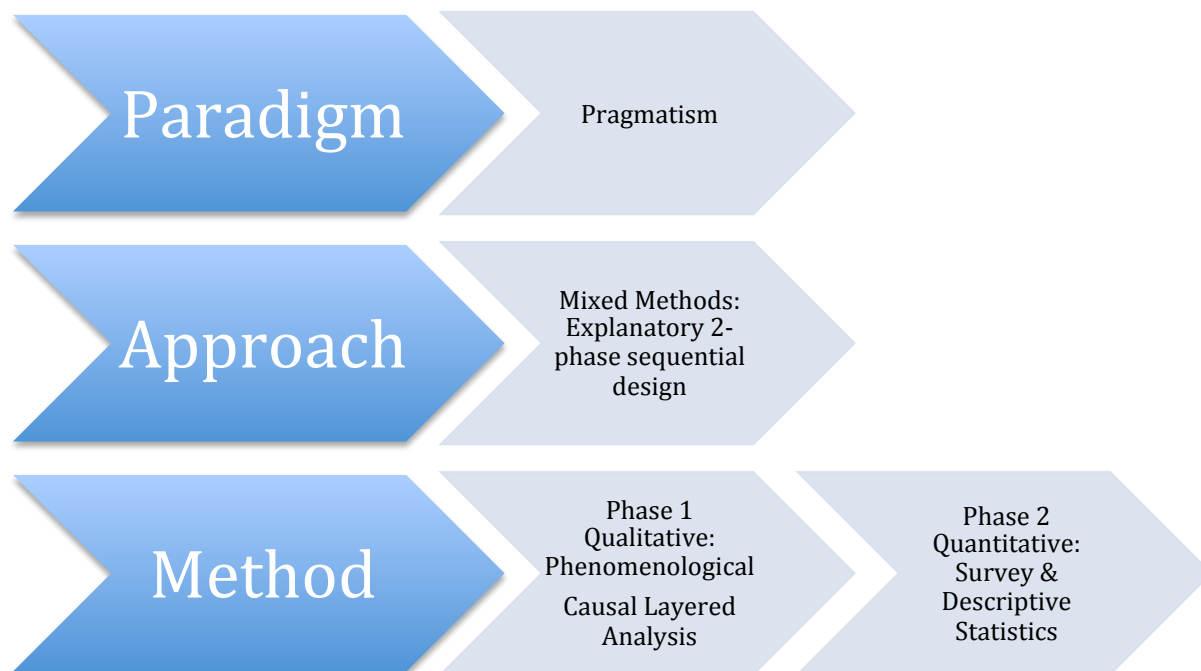 Paradigm
Pragmatism
Approach
Mixed Methods:
Explanatory 2-
phase sequential
design
Method
Phase 1
Qualitative:
Phenomenological
Causal Layered
Analysis
Phase 2
Quantitative:
Survey &
Descriptive
Statistics